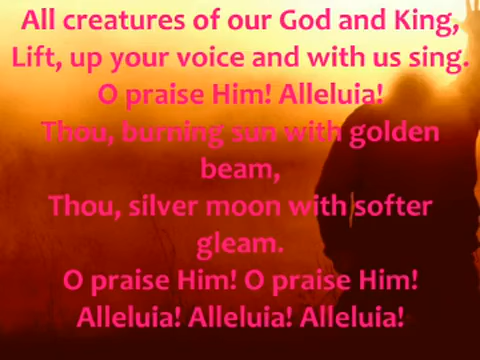 All creatures of our God and King,
Lift, up your voice and with us sing.
O praise Him! Alleluia!
Thou, burning sun with golden
beam,
Thou, silver moon with softer
gleam.
O praise Him! O praise Him!
Alleluia! Alleluia! Alleluia!